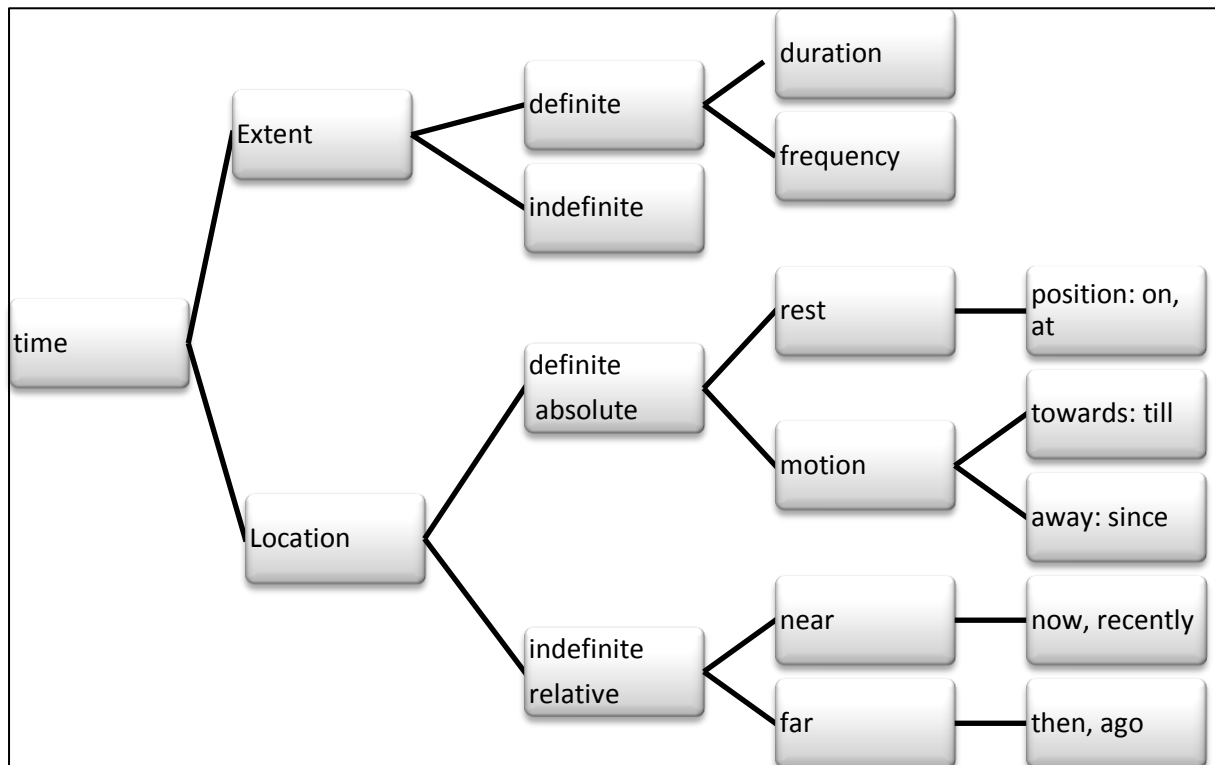 time
Extent
definite
duration
frequency
indefinite
Location
definite
absolute
rest
position: on,
at
motion
towards: till
away: since
indefinite
relative
near
now, recently
far
then, ago